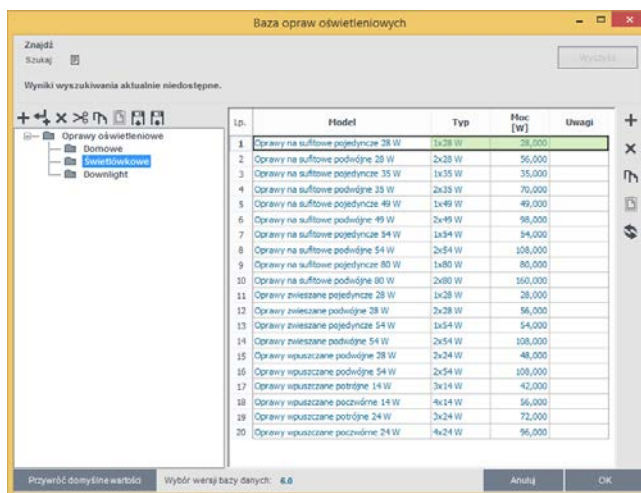 Baza opraw oświetleniowych
Znajdź
Szukaj
Wyczyść
Wyniki wyszukiwania aktualnie niedostępne.
Oprawy oświetleniowe
Domowe
Świetlówkowe
Downlight
Lp. Model Typ Moc [W] Uwagi
1 Oprawy na sufitowe pojedyncze 28 W 1x28 W 28,000
2 Oprawy na sufitowe podwójne 28 W 2x28 W 56,000
3 Oprawy na sufitowe pojedyncze 35 W 1x35 W 35,000
4 Oprawy na sufitowe podwójne 35 W 2x35 W 70,000
5 Oprawy na sufitowe pojedyncze 49 W 1x49 W 49,000
6 Oprawy na sufitowe podwójne 49 W 2x49 W 98,000
7 Oprawy na sufitowe pojedyncze 54 W 1x54 W 54,000
8 Oprawy na sufitowe podwójne 54 W 2x54 W 108,000
9 Oprawy na sufitowe pojedyncze 80 W 1x80 W 80,000
10 Oprawy na sufitowe podwójne 80 W 2x80 W 160,000
11 Oprawy zwieszane pojedyncze 28 W 1x28 W 28,000
12 Oprawy zwieszane podwójne 28 W 2x28 W 56,000
13 Oprawy zwieszane pojedyncze 54 W 1x54 W 54,000
14 Oprawy zwieszane podwójne 54 W 2x54 W 108,000
15 Oprawy wpuszczane podwójne 28 W 2x24 W 48,000
16 Oprawy wpuszczane podwójne 54 W 2x54 W 108,000
17 Oprawy wpuszczane potrójne 14 W 3x14 W 42,000
18 Oprawy wpuszczane poczwórne 14 W 4x14 W 56,000
19 Oprawy wpuszczane potrójne 24 W 3x24 W 72,000
20 Oprawy wpuszczane poczwórne 24 W 4x24 W 96,000
Przywróć domyślne wartości
Wybór wersji bazy danych: 6.0
Anuluj
OK